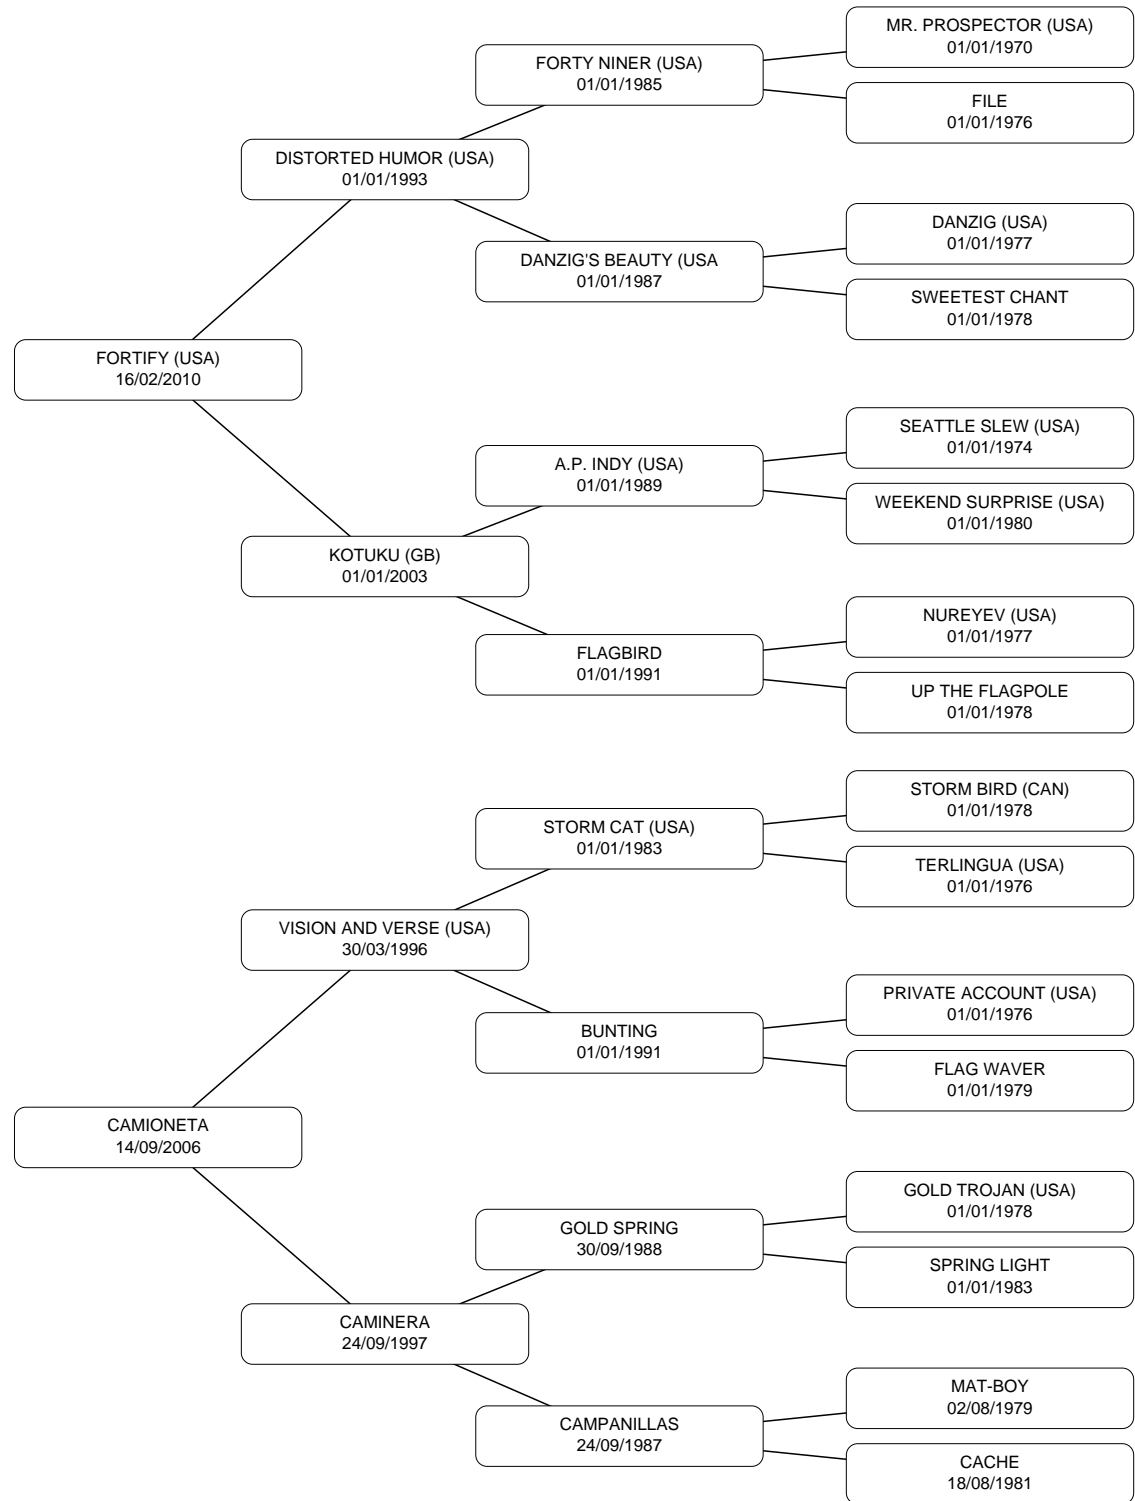 MR. PROSPECTOR (USA)
01/01/1970
FORTY NINER (USA)
01/01/1985
FILE
01/01/1976
DISTORTED HUMOR (USA)
01/01/1993
DANZIG (USA)
01/01/1977
DANZIG'S BEAUTY (USA
01/01/1987
SWEETEST CHANT
01/01/1978
FORTIFY (USA)
16/02/2010
SEATTLE SLEW (USA)
01/01/1974
A.P. INDY (USA)
01/01/1989
WEEKEND SURPRISE (USA)
01/01/1980
KOTUKU (GB)
01/01/2003
NUREYEV (USA)
01/01/1977
FLAGBIRD
01/01/1991
UP THE FLAGPOLE
01/01/1978
STORM BIRD (CAN)
01/01/1978
STORM CAT (USA)
01/01/1983
TERLINGUA (USA)
01/01/1976
VISION AND VERSE (USA)
30/03/1996
PRIVATE ACCOUNT (USA)
01/01/1976
BUNTING
01/01/1991
FLAG WAVER
01/01/1979
CAMIONETA
14/09/2006
GOLD TROJAN (USA)
01/01/1978
GOLD SPRING
30/09/1988
SPRING LIGHT
01/01/1983
CAMINERA
24/09/1997
MAT-BOY
02/08/1979
CAMPANILLAS
24/09/1987
CACHE
18/08/1981